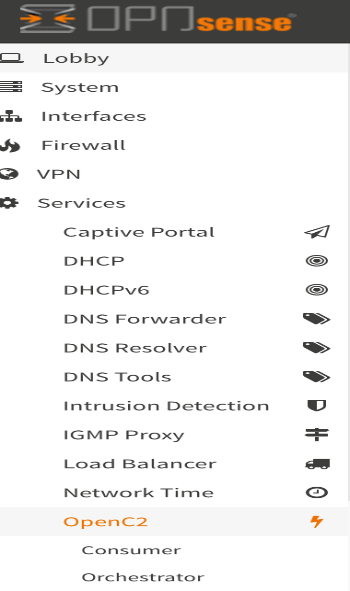 OPNsense
Lobby
System
Interfaces
Firewall
VPN
Services
Captive Portal
DHCP
DHCPv6
DNS Forwarder
DNS Resolver
DNS Tools
Intrusion Detection
IGMP Proxy
Load Balancer
Network Time
OpenC2
Consumer
Orchestrator